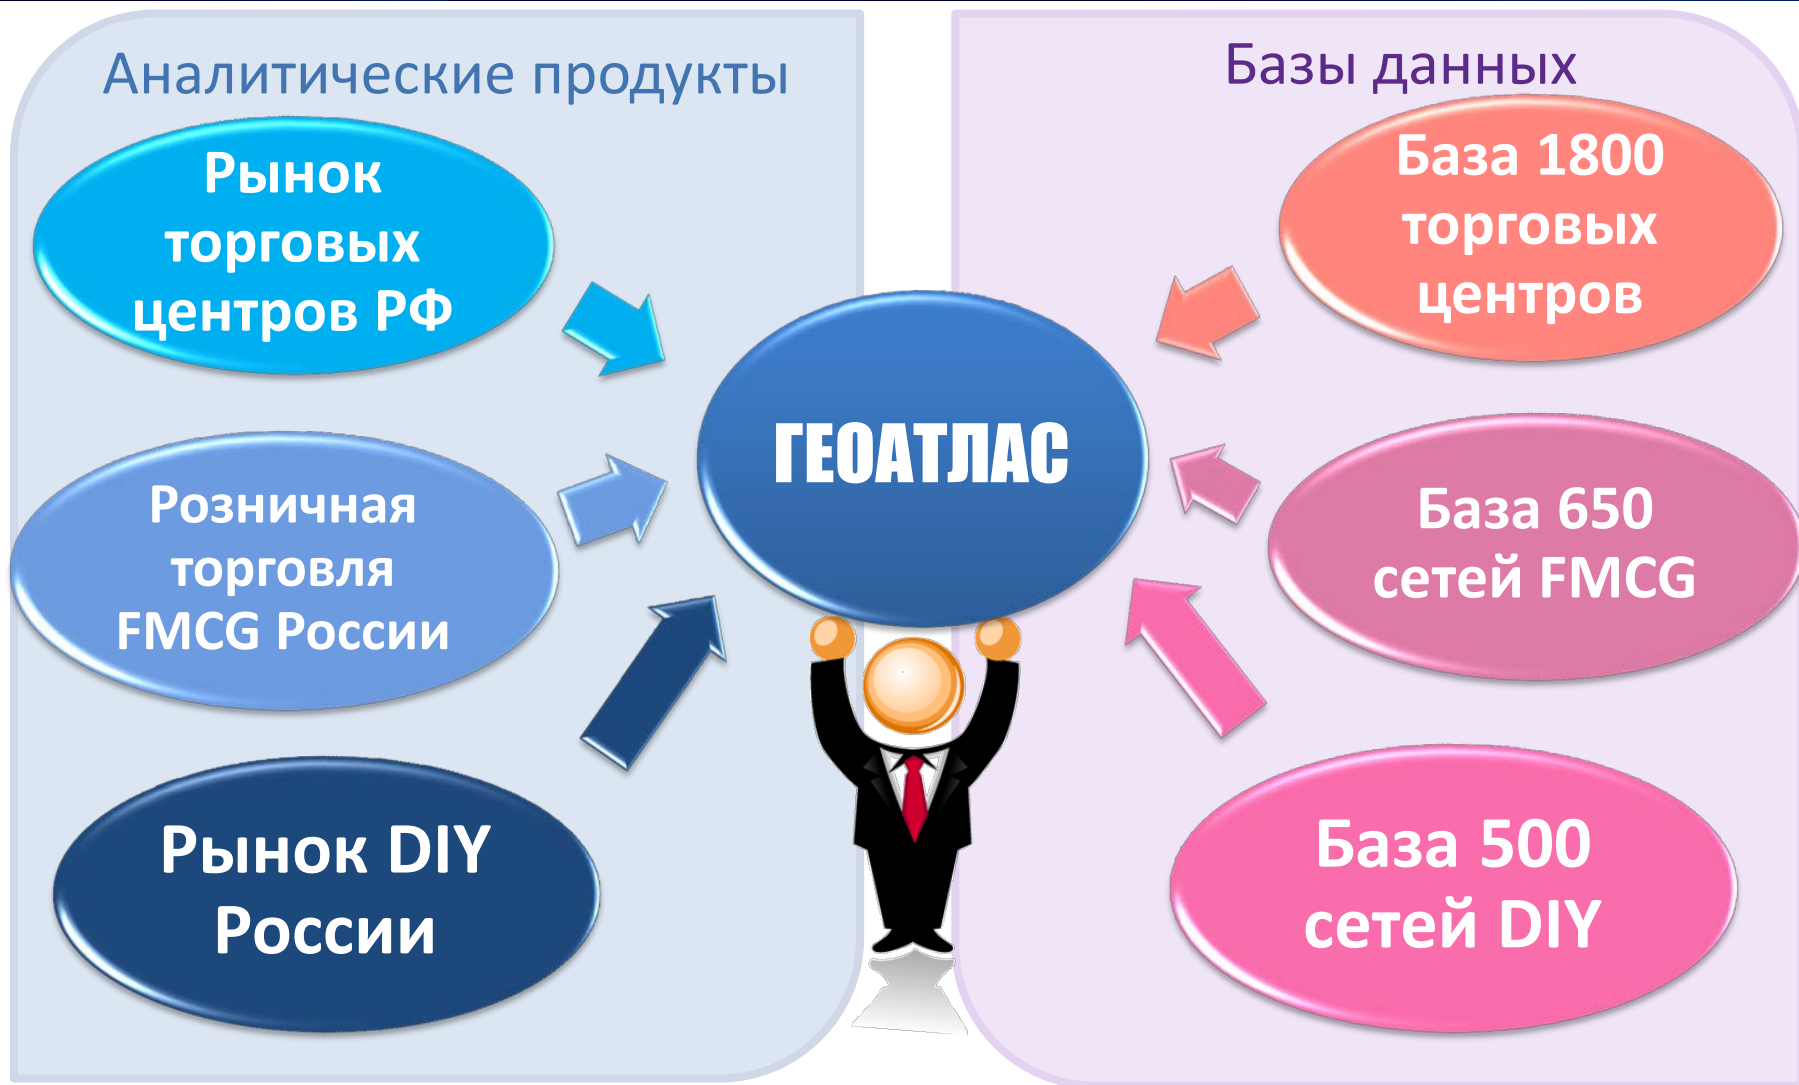 Аналитические продукты
Рынок
торговых
центров РФ
Розничная
торговля
FMCG России
Рынок DIY
России
ГЕОАТЛАС
Базы данных
База 1800
торговых
центров
База 650
сетей FMCG
База 500
сетей DIY